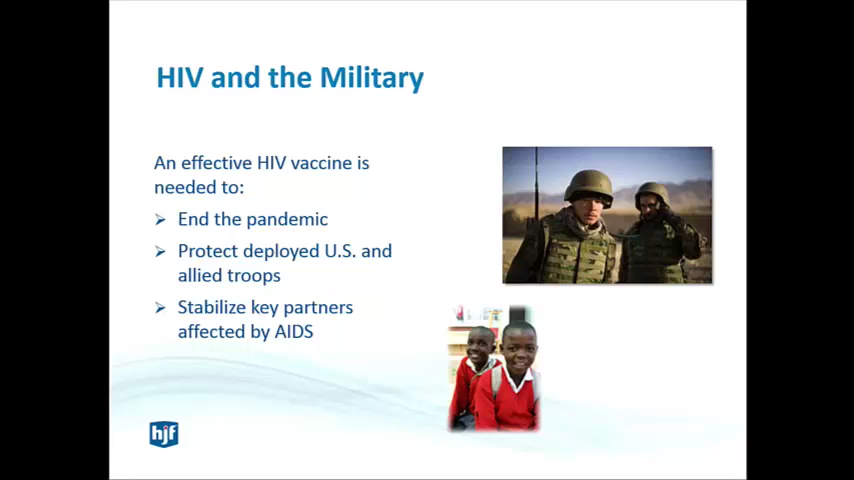 HIV and the Military
An effective HIV vaccine is
needed to:
➢ End the pandemic
➢ Protect deployed U.S. and
allied troops
➢ Stabilize key partners
affected by AIDS
hjf